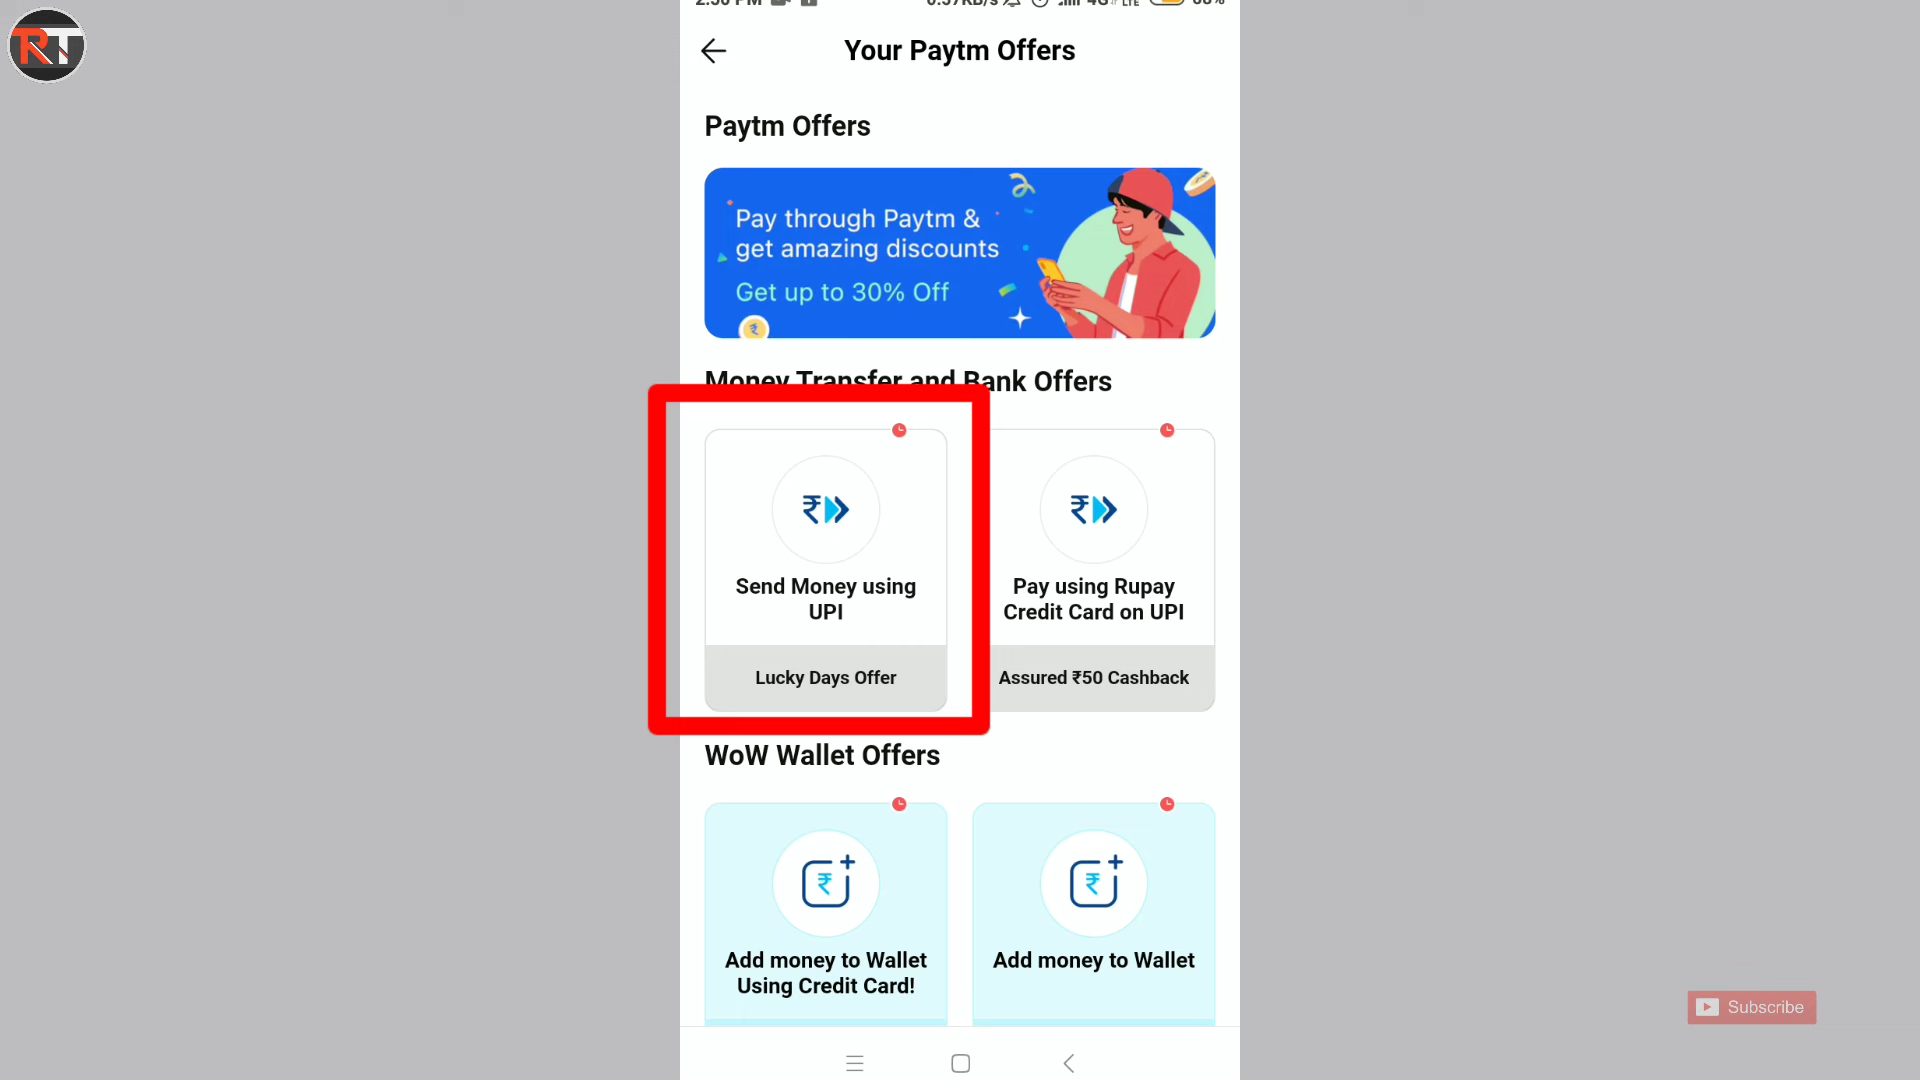 RT
Your Paytm Offers
Paytm Offers
Pay through Paytm &
get amazing discounts
Get up to 30% Off
Money Transfer and Bank Offers
Send Money using
UPI
Lucky Days Offer
Pay using Rupay
Credit Card on UPI
Assured ₹50 Cashback
WoW Wallet Offers
Add money to Wallet
Using Credit Card!
Add money to Wallet
Subscribe